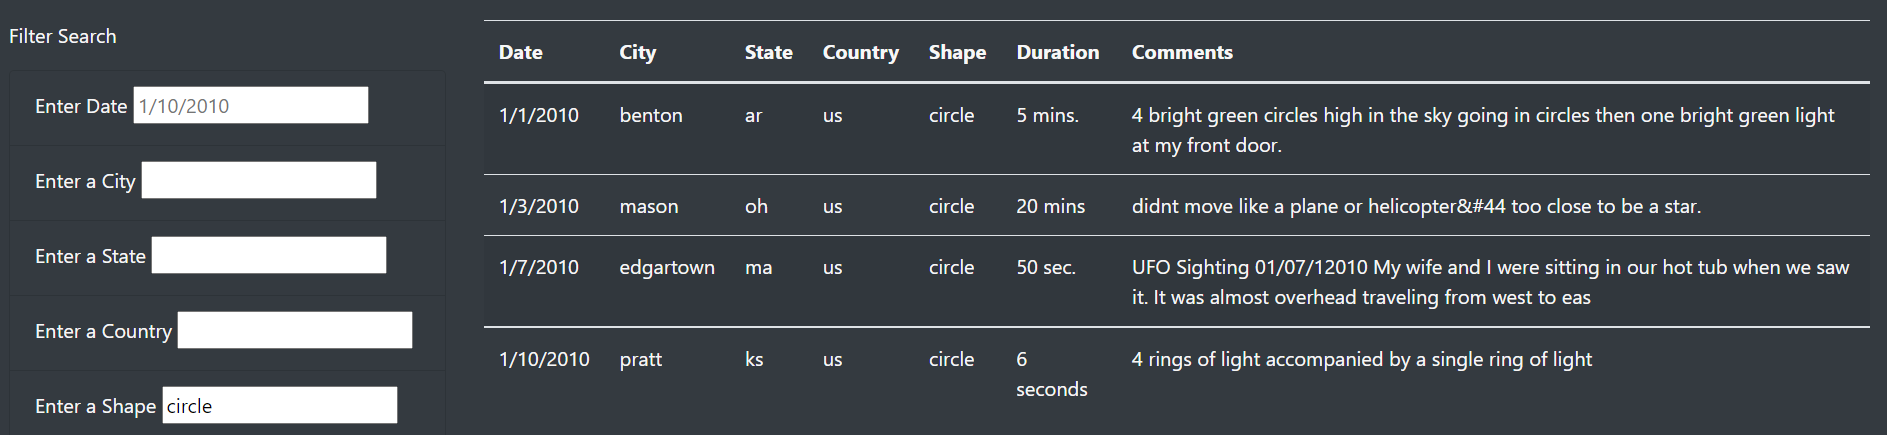 Filter Search
Enter Date 1/10/2010
Enter a City
Enter a State
Enter a Country
Enter a Shape circle
Date City State Country Shape Duration Comments
1/1/2010 benton ar us circle 5 mins. 4 bright green circles high in the sky going in circles then one bright green light
at my front door.
1/3/2010 mason oh us circle 20 mins didnt move like a plane or helicopter&#44 too close to be a star.
1/7/2010 edgartown ma us circle 50 sec. UFO Sighting 01/07/12010 My wife and I were sitting in our hot tub when we saw
it. It was almost overhead traveling from west to eas
1/10/2010 pratt ks us circle 6 4 rings of light accompanied by a single ring of light
seconds